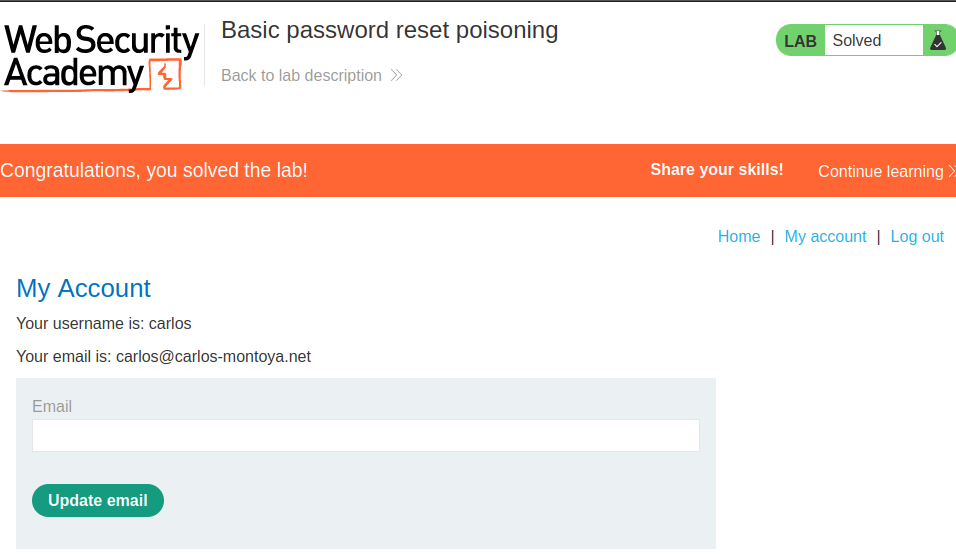 Web Security
Academy
Basic password reset poisoning
Back to lab description
LAB Solved
Congratulations, you solved the lab!
Share your skills!
Continue learning
Home | My account | Log out
My Account
Your username is: carlos
Your email is: carlos@carlos-montoya.net
Email
Update email